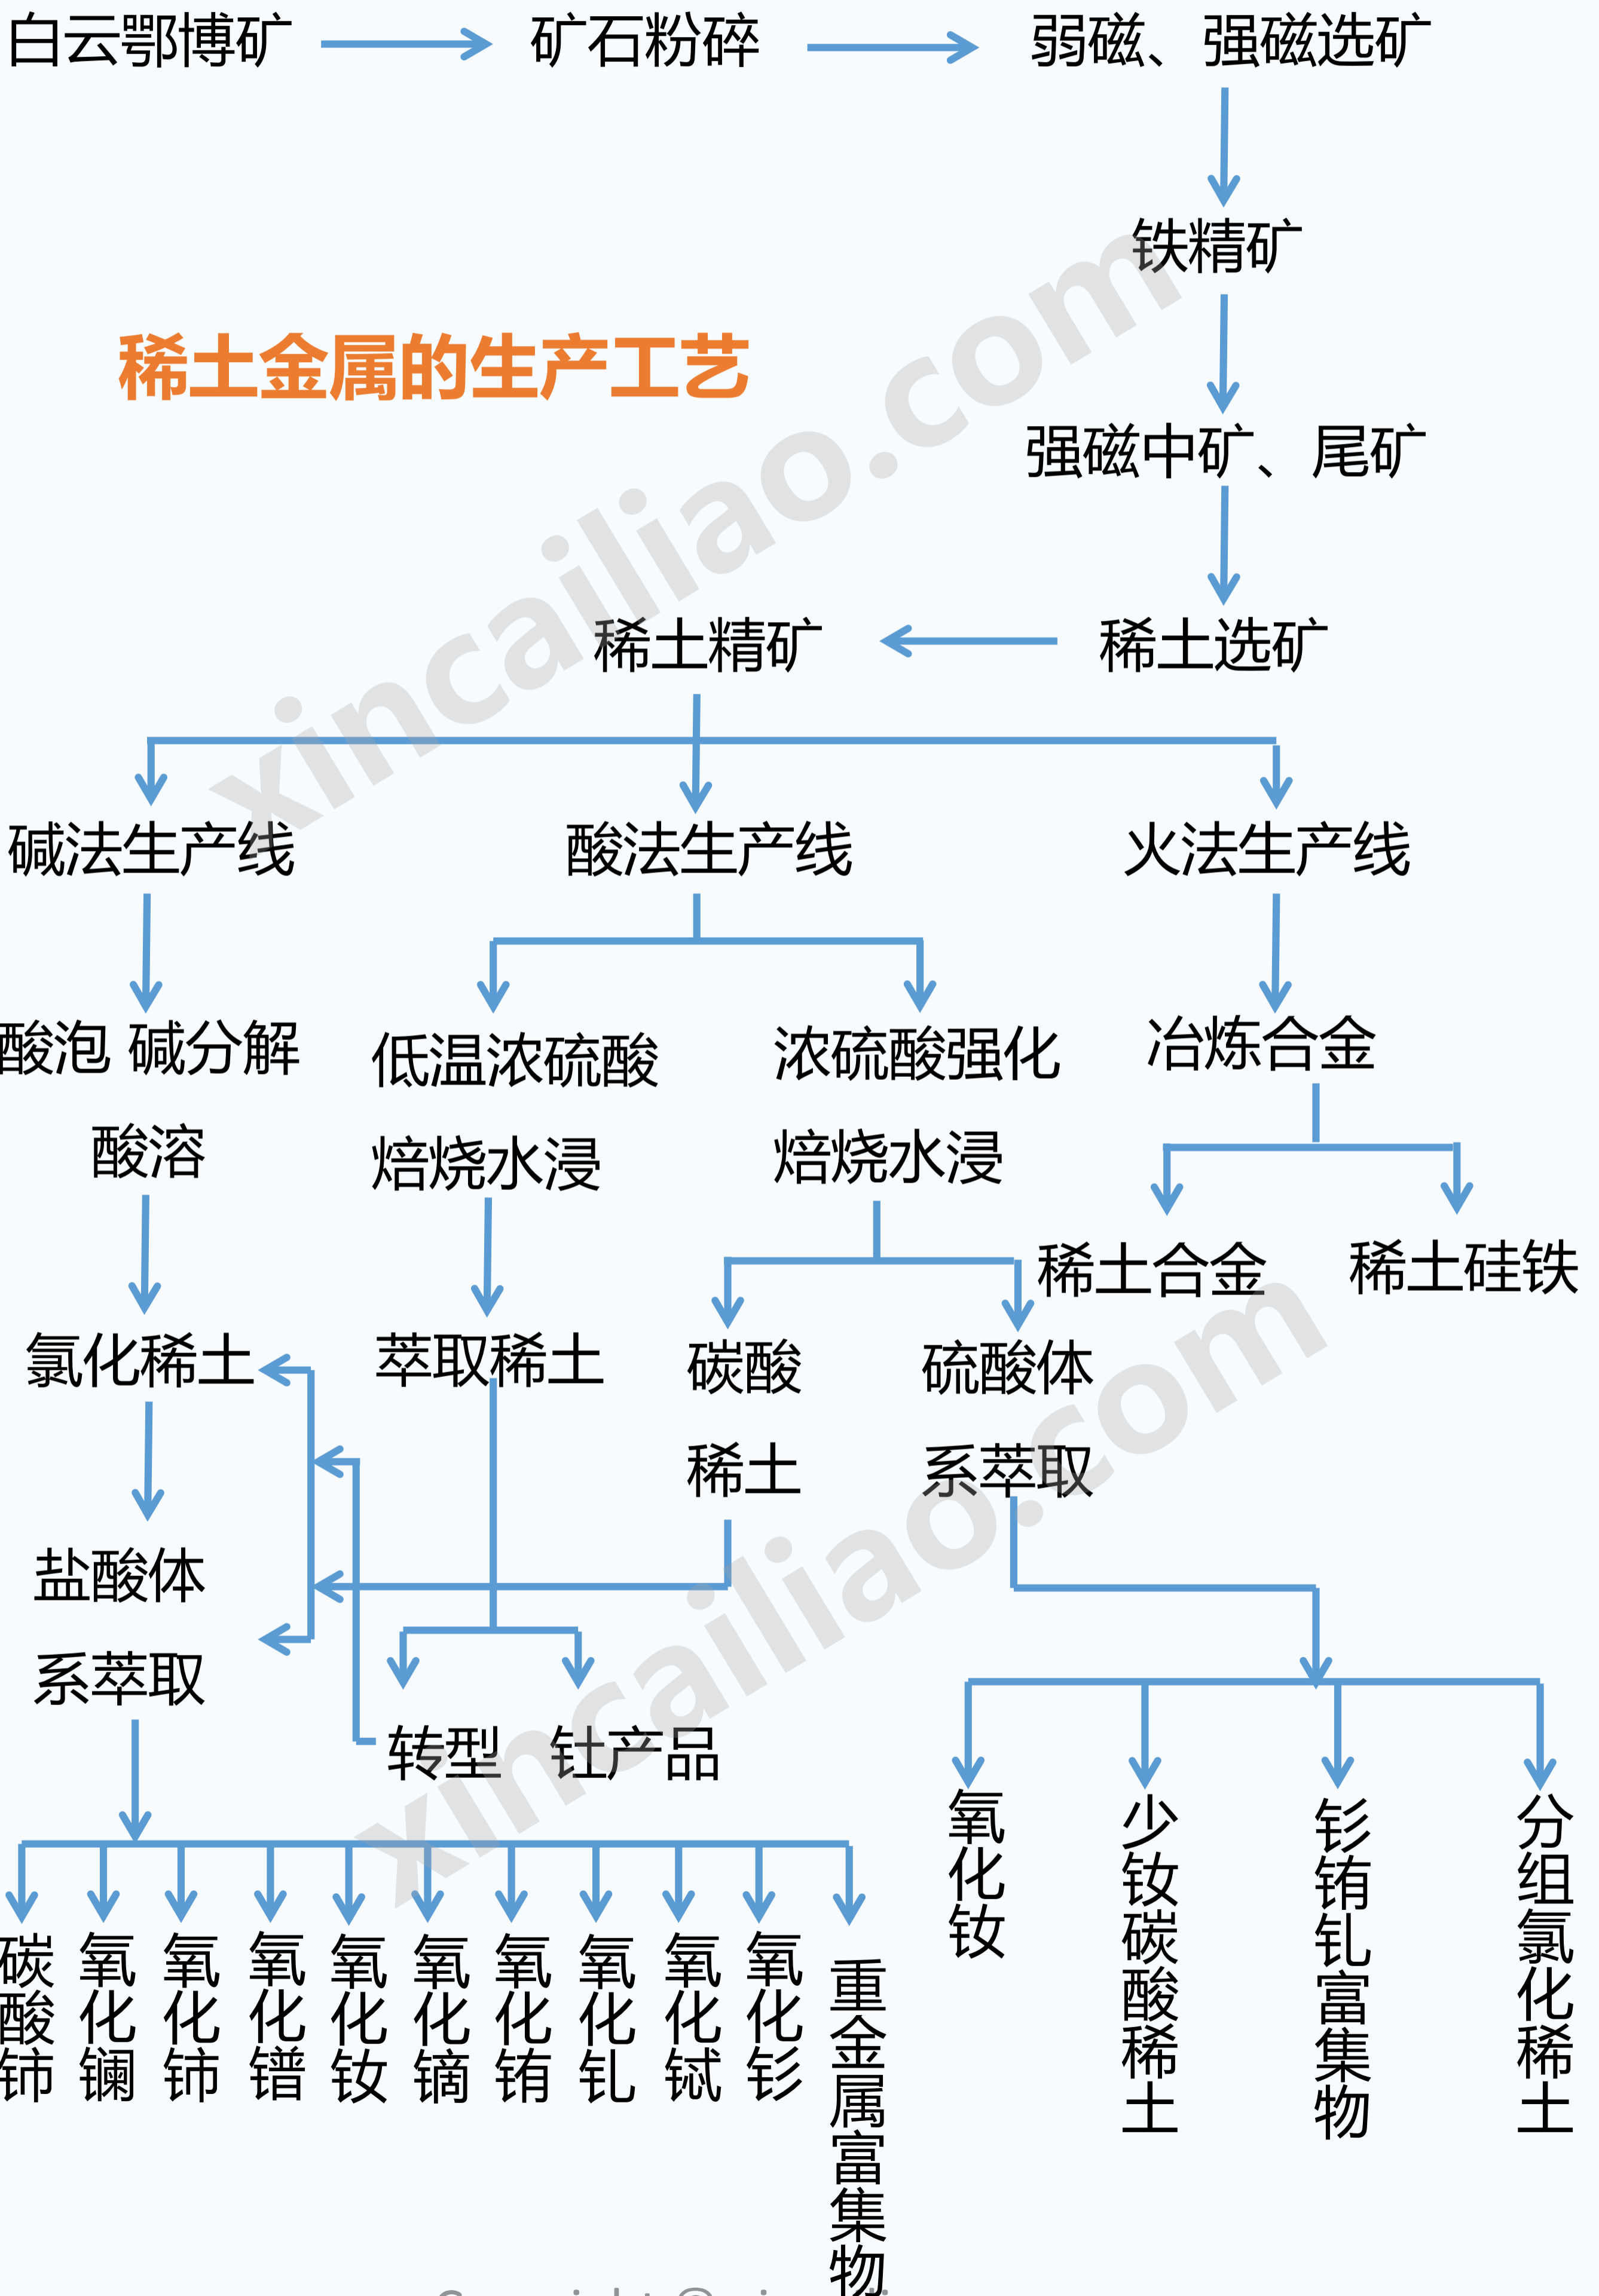 白云鄂博矿
矿石粉碎
弱磁、强磁选矿
铁精矿
稀土金属的生产工艺
强磁中矿、尾矿
稀土精矿
稀土选矿
碱法生产线
酸法生产线
火法生产线
酸泡 碱分解
酸溶
低温浓硫酸
焙烧水浸
浓硫酸强化
焙烧水浸
冶炼合金
稀土合金
稀土硅铁
氯化稀土
萃取稀土
碳酸
稀土
硫酸体
系萃取
盐酸体
系萃取
转型
钍产品
氧化钕
少钕碳酸稀土
钐铕钆富集物
分组氯化稀土
碳酸铈
氧化镧
氧化铈
氧化镨
氧化钕
氧化镝
氧化铕
氧化钆
氧化铽
氧化钐
重金属富集物
xincailiao.com
xincailiao.com